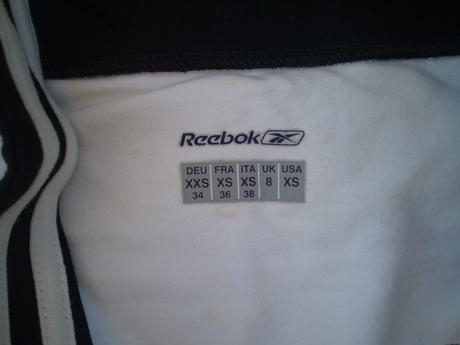 Reebok
DEU FRA ITA UK USA
XXS XS XS 8 XS
34 36 38